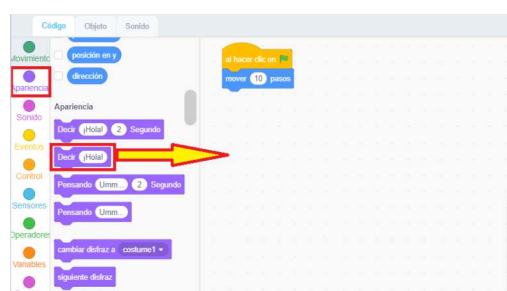 Código Objeto Sonido
Movimiento
Apariencia
Sonido
Eventos
Control
Sensores
Operadores
Variables
posición en y
dirección
Apariencia
Decir ¡Hola! 2 Segundo
Decir ¡Hola!
Pensando Umm... 2 Segundo
Pensando Umm...
cambiar disfraz a costume1
siguiente disfraz
al hacer clic en
mover 10 pasos